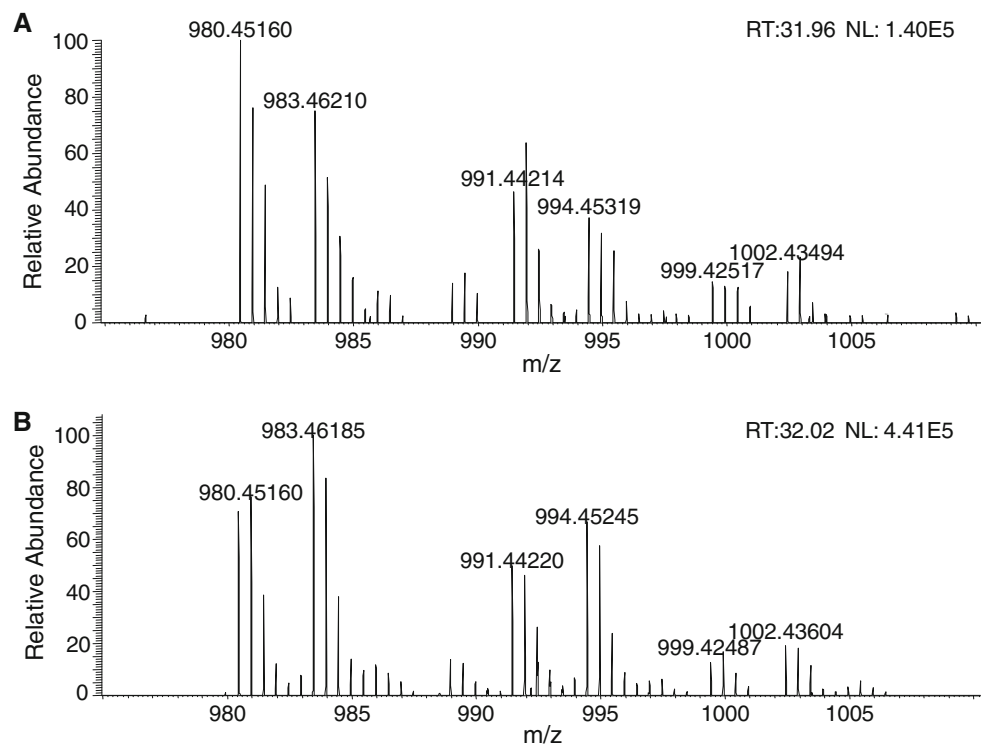 A
RT:31.96 NL: 1.40E5
980.45160
983.46210
991.44214
994.45319
999.42517
1002.43494
Relative Abundance
100
80
60
40
20
0
980 985 990 995 1000 1005
m/z
B
RT:32.02 NL: 4.41E5
983.46185
980.45160
994.45245
991.44220
1002.43604
999.42487
Relative Abundance
100
80
60
40
20
0
980 985 990 995 1000 1005
m/z